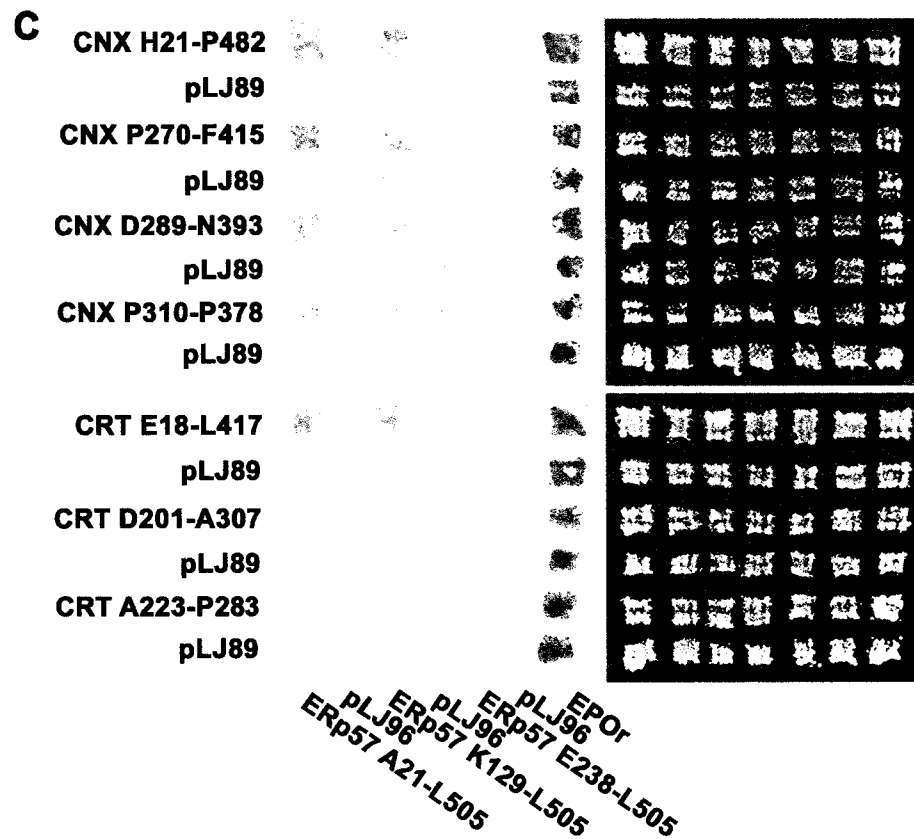 C
CNX H21-P482
pLJ89
CNX P270-F415
pLJ89
CNX D289-N393
pLJ89
CNX P310-P378
pLJ89
CRT E18-L417
pLJ89
CRT D201-A307
pLJ89
CRT A223-P283
pLJ89
ERp57 A21-L505
pLJ96
ERp57 K129-L505
pLJ96
ERp57 E238-L505
pLJ96
EPOr